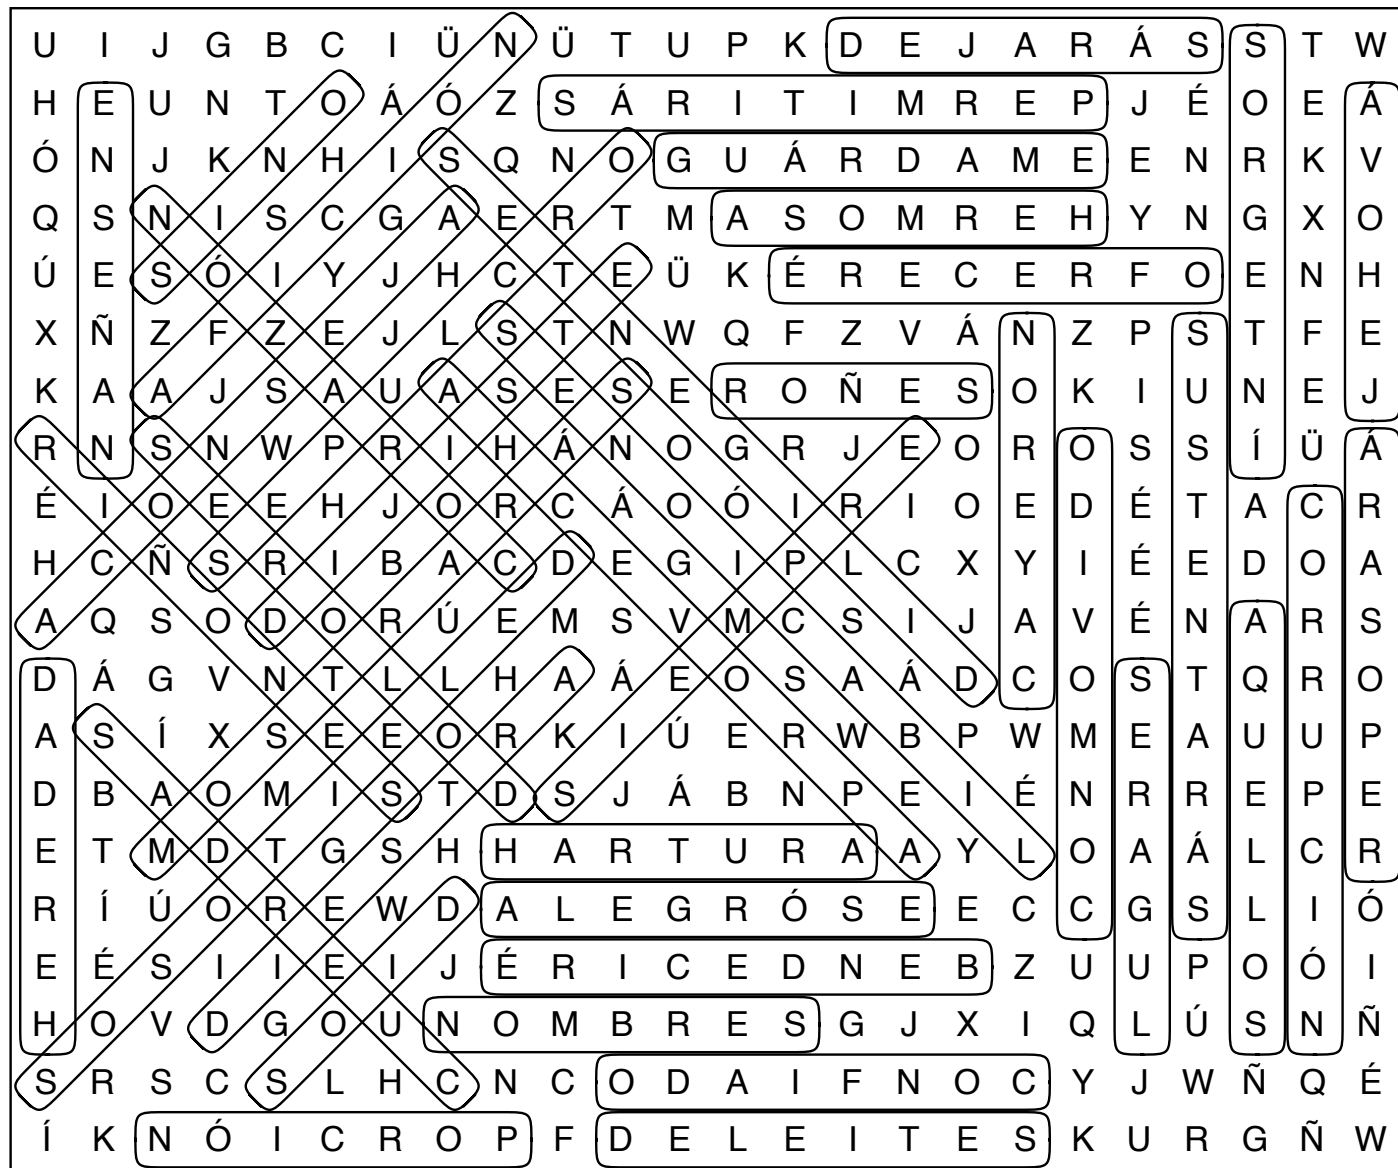 U I J G B C I Ü N Ü T U P K D E J A R Á S S T W
H E U N T O Á Ó Z S Á R I T I M R E P J É O E Á
Ó N J K N H I S Q N O G U Á R D A M E E N R K V
Q S N I S C G A E R T M A S O M R E H Y N G X O
Ú E S Ó I Y J H C T E Ü K É R E C E R F O E N H
X Ñ Z F Z E J L S T N W Q F Z V Á N Z P S T F E
K A A J S A U A S E S E R O Ñ E S O K I U N E J
R N S N W P R I H Á N O G R J E O R O S S Í Ü Á
É I O E E H J O R C Á O Ó I R I O E D É T A C R
H C Ñ S R I B A C D E G I P L C X Y I É E D O A
A Q S O D O R Ú E M S V M C S I J A V É N A R S
D Á G V N T L L H A Á E O S A Á D C O S T Q R O
A S Í X S E E O R K I Ú E R W B P W M E A U U P
D B A O M I S T D S J Á B N P E I É N R R E P E
E T M D T G S H H A R T U R A A Y L O A Á L C R
R Í Ú O R E W D A L E G R Ó S E E C C G S L I Ó
E É S I I E I J É R I C E D N E B Z U U P O Ó I
H O V D G O U N O M B R E S G J X I Q L Ú S N Ñ
S R S C S L H C N C O D A I F N O C Y J W Ñ Q É
Í K N Ó I C R O P F D E L E I T E S K U R G Ñ W